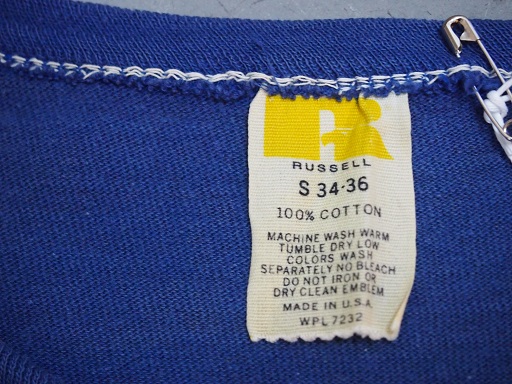 R
RUSSELL
S 34-36
100% COTTON
MACHINE WASH WARM
TUMBLE DRY LOW
COLORS WASH
SEPARATELY NO BLEACH
DO NOT IRON OR
DRY CLEAN EMBLEM
MADE IN U.S.A.
WPL 7232